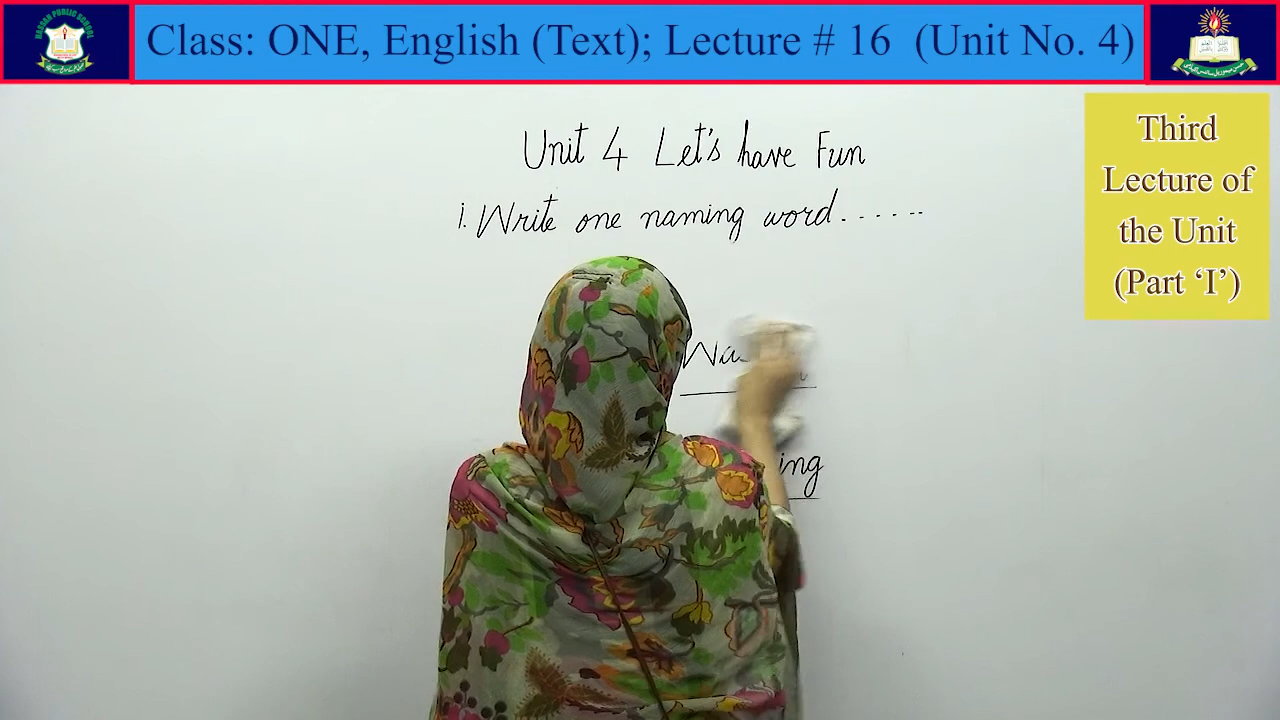 Class: ONE, English (Text); Lecture # 16 (Unit No. 4)
Third
Lecture of
the Unit
(Part ‘I’)
Unit 4 Let's have Fun
1. Write one naming word......